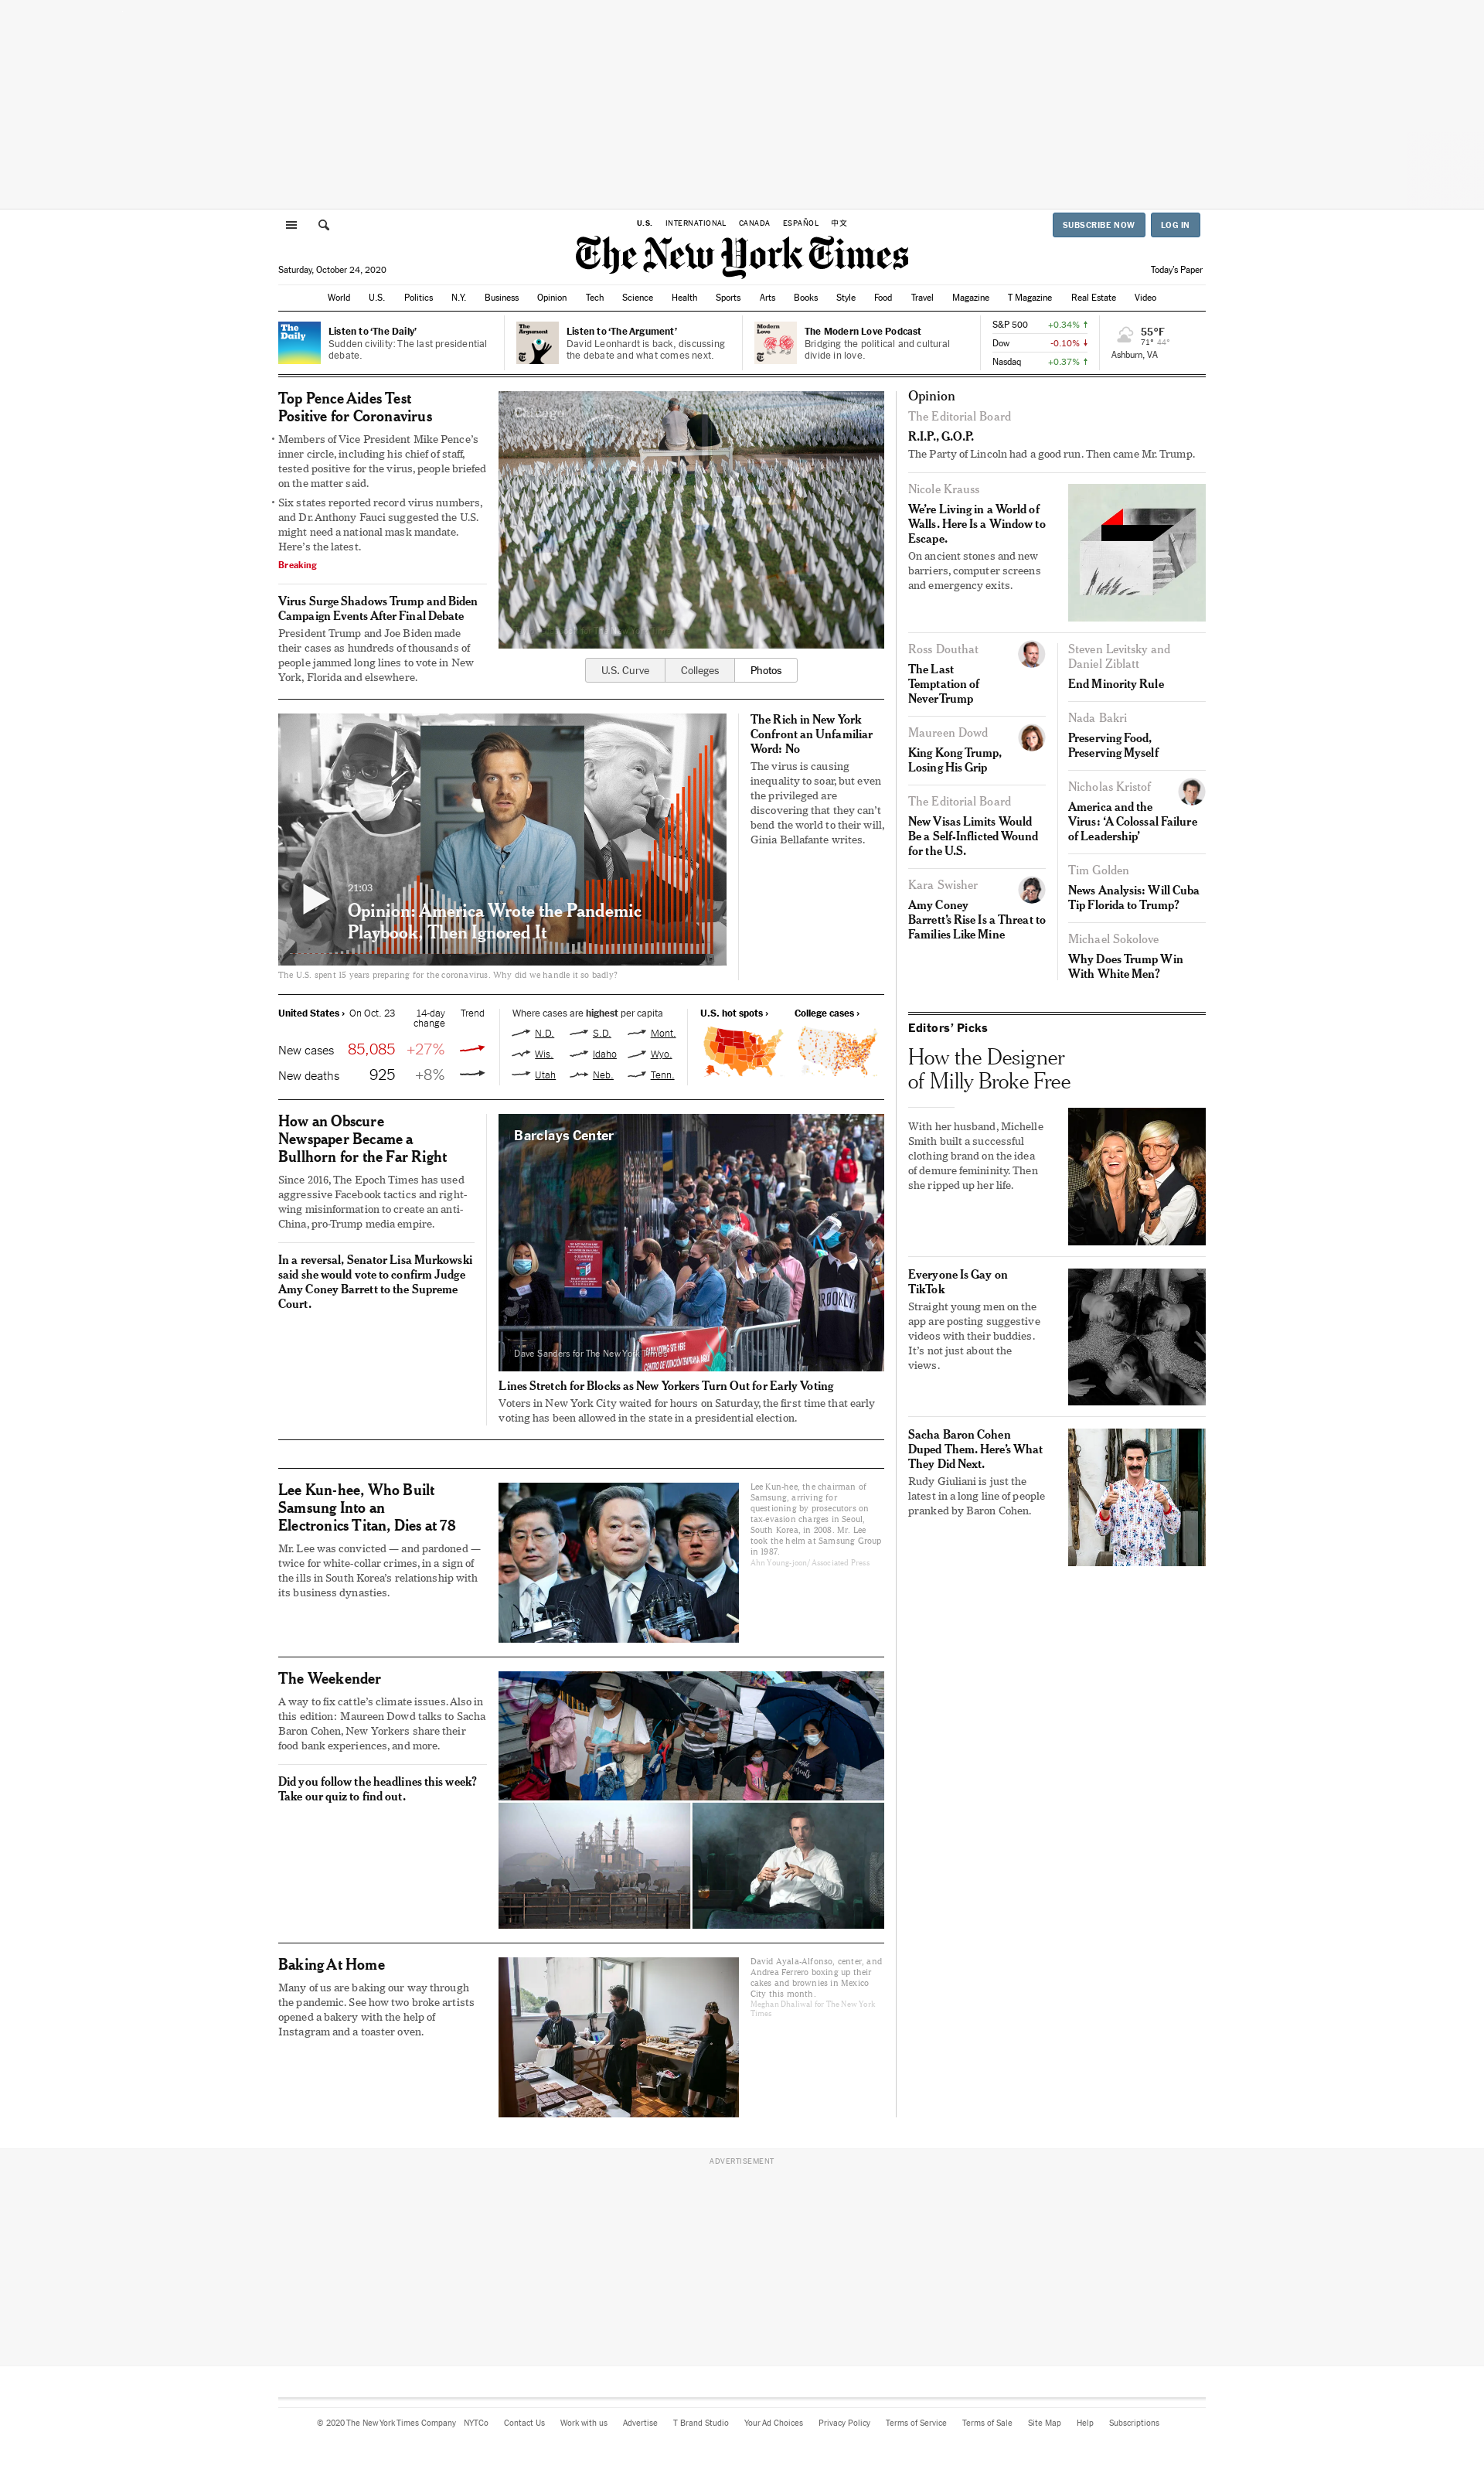 U.S. INTERNATIONAL CANADA ESPAÑOL 中文
SUBSCRIBE NOW LOG IN
The New York Times
Saturday, October 24, 2020
Today's Paper
World U.S. Politics N.Y. Business Opinion Tech Science Health Sports Arts Books Style Food Travel Magazine T Magazine Real Estate Video
The
Daily
Listen to ‘The Daily’
Sudden civility: The last presidential
debate.
The
Argument
Listen to ‘The Argument’
David Leonhardt is back, discussing
the debate and what comes next.
Modern
Love
The Modern Love Podcast
Bridging the political and cultural
divide in love.
S&P 500 +0.34% ↑
Dow -0.10% ↓
Nasdaq +0.37% ↑
55°F
71° 44°
Ashburn, VA
Top Pence Aides Test
Positive for Coronavirus
• Members of Vice President Mike Pence’s
inner circle, including his chief of staff,
tested positive for the virus, people briefed
on the matter said.
• Six states reported record virus numbers,
and Dr. Anthony Fauci suggested the U.S.
might need a national mask mandate.
Here’s the latest.
Breaking
Virus Surge Shadows Trump and Biden
Campaign Events After Final Debate
President Trump and Joe Biden made
their cases as hundreds of thousands of
people jammed long lines to vote in New
York, Florida and elsewhere.
Chicago
U.S. Curve Colleges Photos
21:03
Opinion: America Wrote the Pandemic
Playbook, Then Ignored It
The U.S. spent 15 years preparing for the coronavirus. Why did we handle it so badly?
The Rich in New York
Confront an Unfamiliar
Word: No
The virus is causing
inequality to soar, but even
the privileged are
discovering that they can’t
bend the world to their will,
Ginia Bellafante writes.
United States › On Oct. 23 14-day
change Trend
New cases 85,085 +27%
New deaths 925 +8%
Where cases are highest per capita
N.D. S.D. Mont.
Wis. Idaho Wyo.
Utah Neb. Tenn.
U.S. hot spots ›
College cases ›
How an Obscure
Newspaper Became a
Bullhorn for the Far Right
Since 2016, The Epoch Times has used
aggressive Facebook tactics and right-
wing misinformation to create an anti-
China, pro-Trump media empire.
In a reversal, Senator Lisa Murkowski
said she would vote to confirm Judge
Amy Coney Barrett to the Supreme
Court.
Barclays Center
BROOKLYN
Dave Sanders for The New York Times
Lines Stretch for Blocks as New Yorkers Turn Out for Early Voting
Voters in New York City waited for hours on Saturday, the first time that early
voting has been allowed in the state in a presidential election.
Lee Kun-hee, Who Built
Samsung Into an
Electronics Titan, Dies at 78
Mr. Lee was convicted — and pardoned —
twice for white-collar crimes, in a sign of
the ills in South Korea’s relationship with
its business dynasties.
Lee Kun-hee, the chairman of
Samsung, arriving for
questioning by prosecutors on
tax-evasion charges in Seoul,
South Korea, in 2008. Mr. Lee
took the helm at Samsung Group
in 1987.
Ahn Young-joon/Associated Press
The Weekender
A way to fix cattle’s climate issues. Also in
this edition: Maureen Dowd talks to Sacha
Baron Cohen, New Yorkers share their
food bank experiences, and more.
Did you follow the headlines this week?
Take our quiz to find out.
Baking At Home
Many of us are baking our way through
the pandemic. See how two broke artists
opened a bakery with the help of
Instagram and a toaster oven.
David Ayala-Alfonso, center, and
Andrea Ferrero boxing up their
cakes and brownies in Mexico
City this month.
Meghan Dhaliwal for The New York
Times
Opinion
The Editorial Board
R.I.P., G.O.P.
The Party of Lincoln had a good run. Then came Mr. Trump.
Nicole Krauss
We’re Living in a World of
Walls. Here Is a Window to
Escape.
On ancient stones and new
barriers, computer screens
and emergency exits.
Ross Douthat
The Last
Temptation of
NeverTrump
Maureen Dowd
King Kong Trump,
Losing His Grip
The Editorial Board
New Visas Limits Would
Be a Self-Inflicted Wound
for the U.S.
Kara Swisher
Amy Coney
Barrett’s Rise Is a Threat to
Families Like Mine
Steven Levitsky and
Daniel Ziblatt
End Minority Rule
Nada Bakri
Preserving Food,
Preserving Myself
Nicholas Kristof
America and the
Virus: ‘A Colossal Failure
of Leadership’
Tim Golden
News Analysis: Will Cuba
Tip Florida to Trump?
Michael Sokolove
Why Does Trump Win
With White Men?
Editors’ Picks
How the Designer
of Milly Broke Free
With her husband, Michelle
Smith built a successful
clothing brand on the idea
of demure femininity. Then
she ripped up her life.
Everyone Is Gay on
TikTok
Straight young men on the
app are posting suggestive
videos with their buddies.
It’s not just about the
views.
Sacha Baron Cohen
Duped Them. Here’s What
They Did Next.
Rudy Giuliani is just the
latest in a long line of people
pranked by Baron Cohen.
ADVERTISEMENT
© 2020 The New York Times Company NYTCo Contact Us Work with us Advertise T Brand Studio Your Ad Choices Privacy Policy Terms of Service Terms of Sale Site Map Help Subscriptions